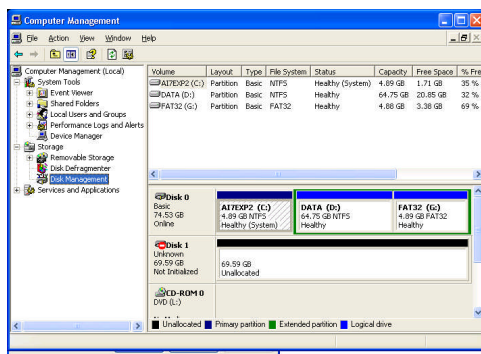 Computer Management
File Action View Window Help
Computer Management (Local)
System Tools
Event Viewer
Shared Folders
Local Users and Groups
Performance Logs and Alerts
Device Manager
Storage
Removable Storage
Disk Defragmenter
Disk Management
Services and Applications
Volume Layout Type File System Status Capacity Free Space % Fre
AI7EXP2 (C:) Partition Basic NTFS Healthy (System) 4.89 GB 1.71 GB 35 %
DATA (D:) Partition Basic NTFS Healthy 64.75 GB 20.85 GB 32 %
FAT32 (G:) Partition Basic FAT32 Healthy 4.88 GB 3.38 GB 69 %
Disk 0
Basic
74.53 GB
Online
AI7EXP2 (C:)
4.89 GB NTFS
Healthy (System)
DATA (D:)
64.75 GB NTFS
Healthy
FAT32 (G:)
4.89 GB FAT32
Healthy
Disk 1
Unknown
69.59 GB
Not Initialized
69.59 GB
Unallocated
CD-ROM 0
DVD (L:)
Unallocated Primary partition Extended partition Logical drive